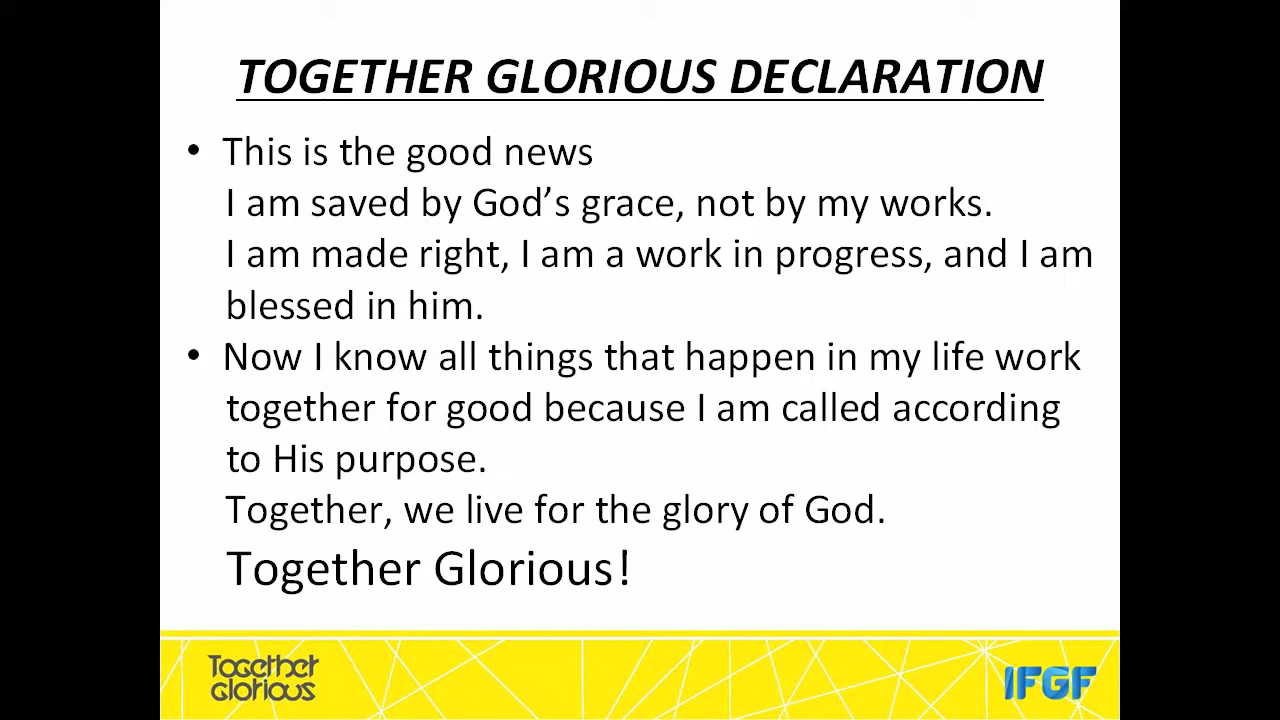 TOGETHER GLORIOUS DECLARATION
• This is the good news
I am saved by God’s grace, not by my works.
I am made right, I am a work in progress, and I am
blessed in him.
• Now I know all things that happen in my life work
together for good because I am called according
to His purpose.
Together, we live for the glory of God.
Together Glorious!
Together
Glorious
IFGF